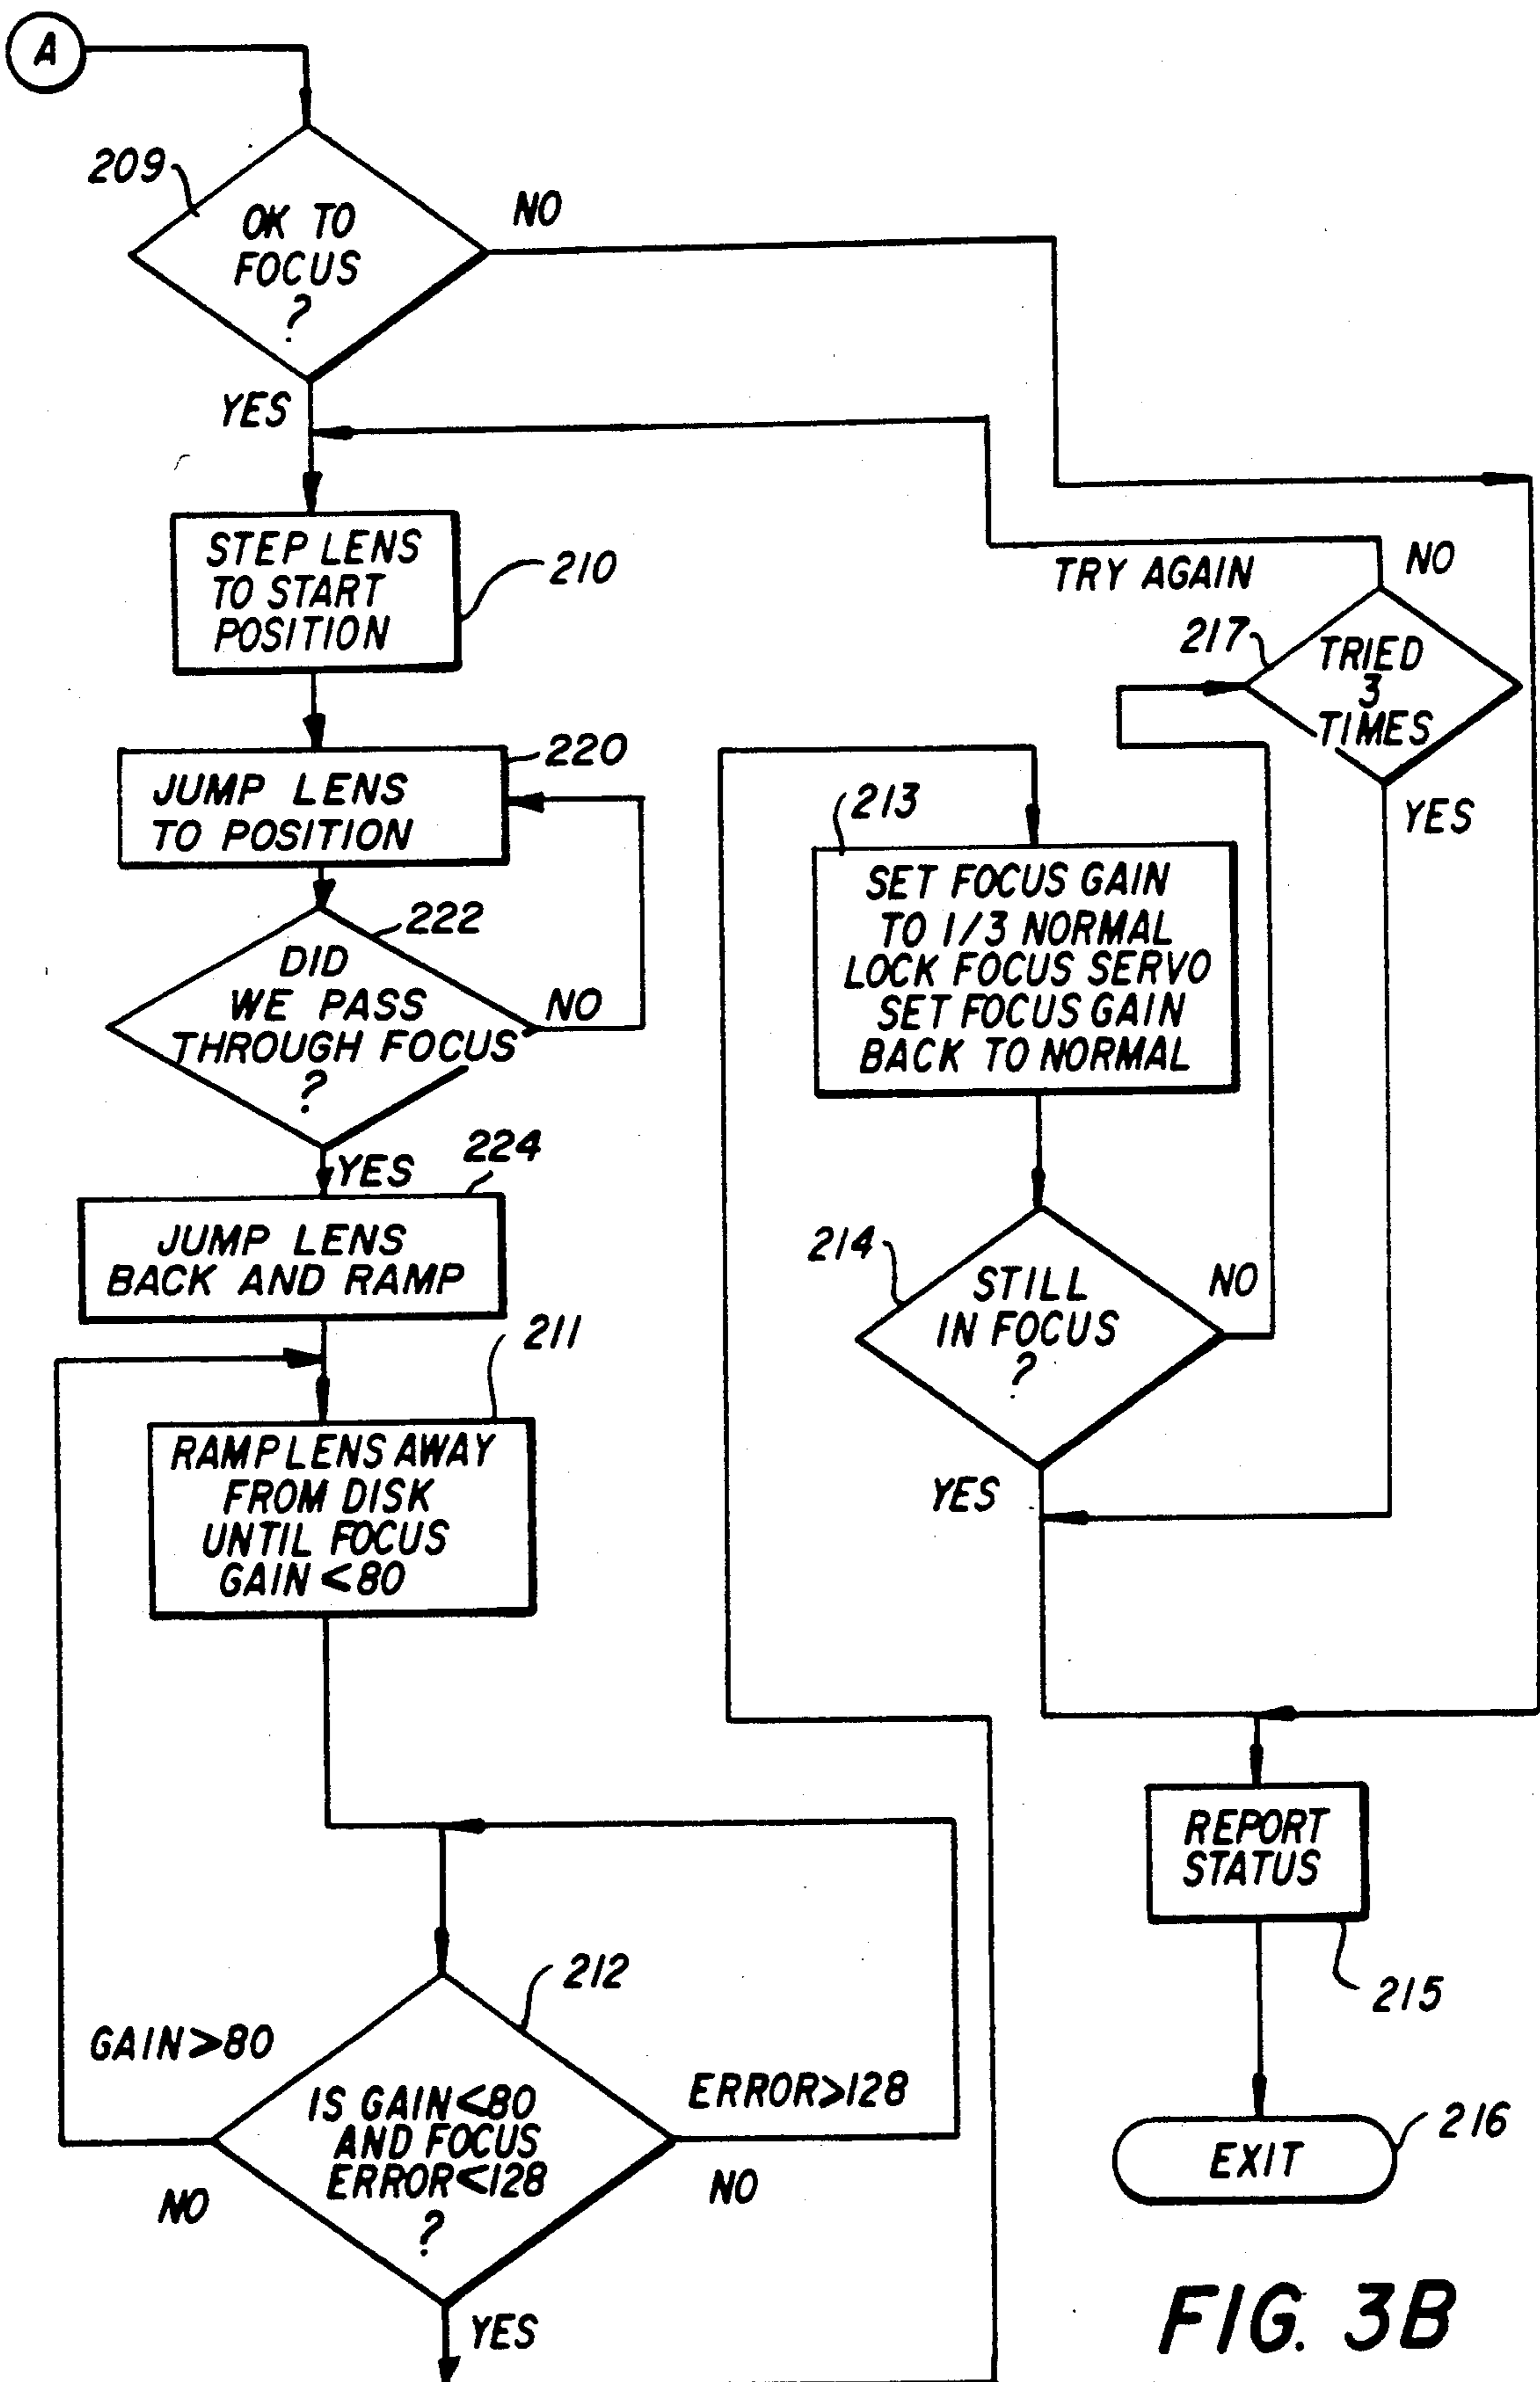 A
209
OK TO
FOCUS
?
NO
YES
STEP LENS
TO START
POSITION
210
TRY AGAIN
NO
217
TRIED
3
TIMES
YES
220
JUMP LENS
TO POSITION
222
DID
WE PASS
THROUGH FOCUS
?
NO
YES
224
JUMP LENS
BACK AND RAMP
211
RAMP LENS AWAY
FROM DISK
UNTIL FOCUS
GAIN <80
213
SET FOCUS GAIN
TO 1/3 NORMAL
LOCK FOCUS SERVO
SET FOCUS GAIN
BACK TO NORMAL
214
STILL
IN FOCUS
?
NO
YES
212
GAIN>80
IS GAIN<80
AND FOCUS
ERROR<128
?
ERROR>128
NO
NO
YES
REPORT
STATUS
215
EXIT
216
FIG. 3B